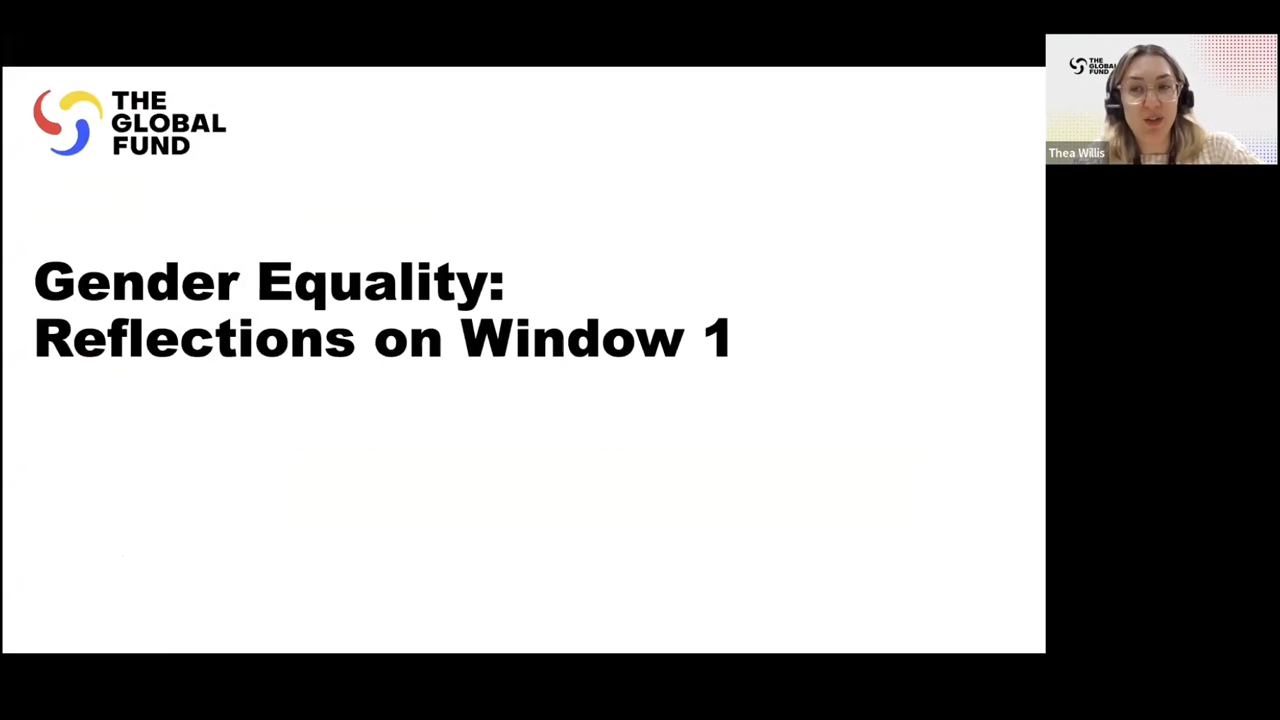 THE
GLOBAL
FUND
Gender Equality:
Reflections on Window 1
THE
GLOBAL
FUND
Thea Willis